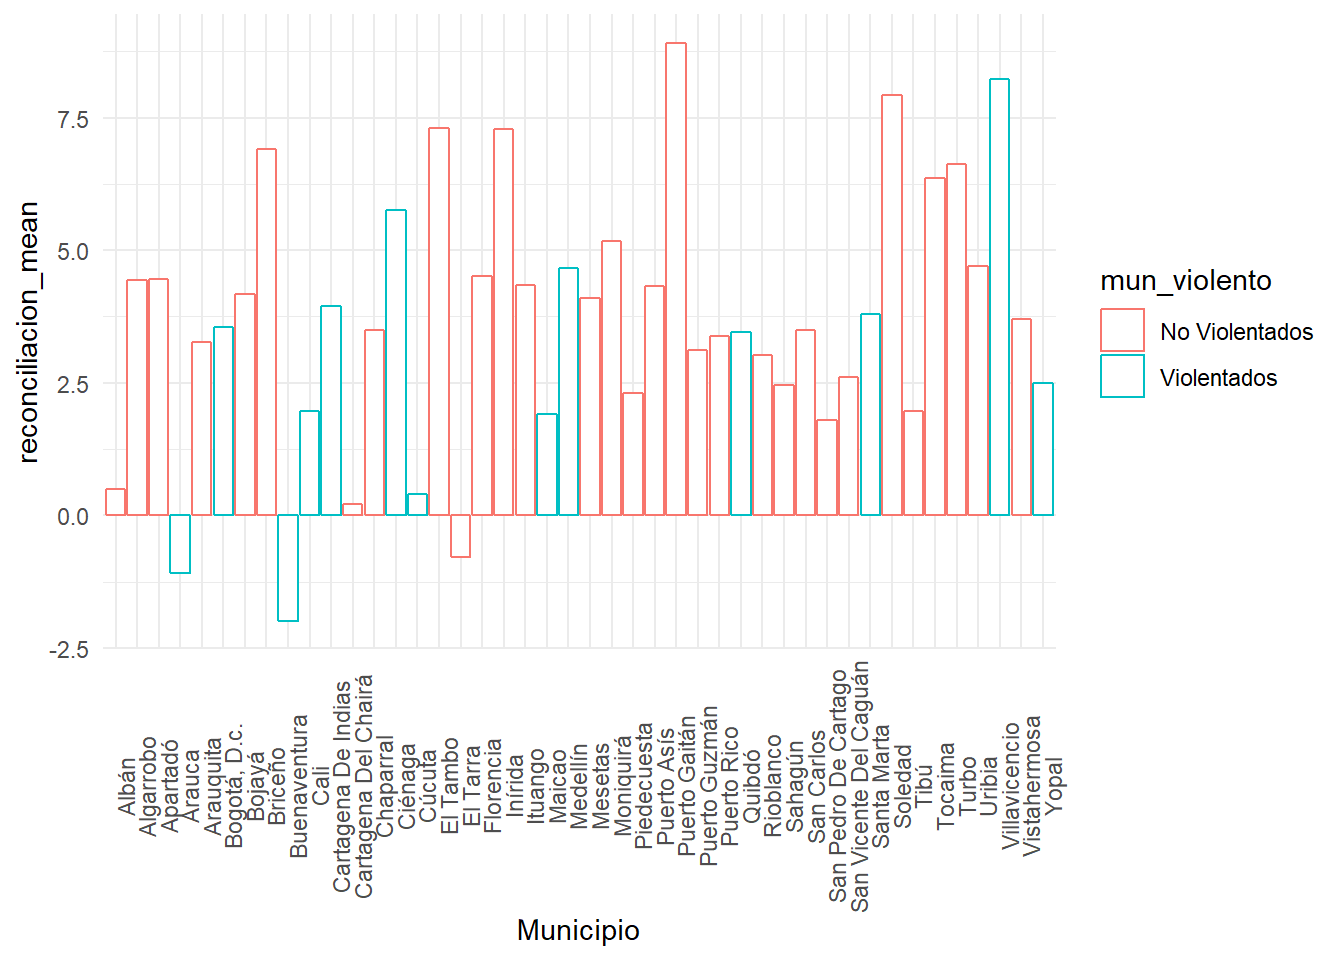 7.5
5.0
2.5
0.0
-2.5
reconciliacion_mean
Albán
Algarrobo
Apartadó
Arauca
Arauquita
Bogotá, D.c.
Bojayá
Briceño
Buenaventura
Cali
Cartagena De Indias
Cartagena Del Chairá
Chaparral
Ciénaga
Cúcuta
El Tambo
El Tarra
Florencia
Inírida
Ituango
Maicao
Medellín
Mesetas
Moniquirá
Piedecuesta
Puerto Asís
Puerto Gaitán
Puerto Guzmán
Puerto Rico
Quibdó
Rioblanco
Sahagún
San Carlos
San Pedro De Cartago
San Vicente Del Caguán
Santa Marta
Soledad
Tibú
Tocaima
Turbo
Uribia
Villavicencio
Vistahermosa
Yopal
Municipio
mun_violento
No Violentados
Violentados